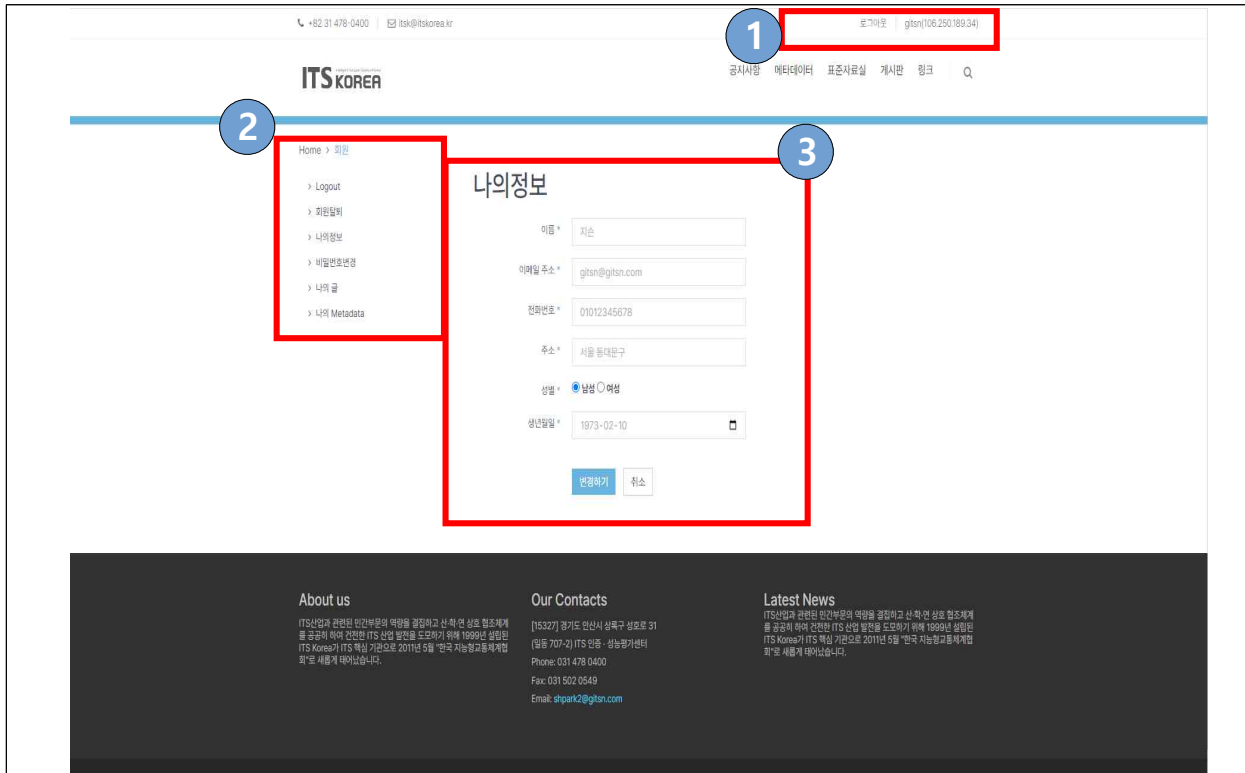 +82 31 478-0400
itsk@itskorea.kr
로그아웃
gitsn(106.250.189.34)
1
ITS KOREA
공지사항 메타데이터 표준자료실 게시판 링크
2
3
Home > 회원
> Logout
> 회원탈퇴
> 나의정보
> 비밀번호변경
> 나의 글
> 나의 Metadata
나의정보
이름 *
지슨
이메일 주소 *
gitsn@gitsn.com
전화번호 *
01012345678
주소 *
서울 동대문구
성별 *
남성 여성
생년월일 *
1973-02-10
변경하기 취소
About us
ITS산업과 관련된 민간부문의 역량을 결집하고 산·학·연 상호 협조체계
를 공공히 하여 건전한 ITS 산업 발전을 도모하기 위해 1999년 설립된
ITS Korea가 ITS 핵심 기관으로 2011년 5월 "한국 지능형교통체계협
회"로 새롭게 태어났습니다.
Our Contacts
[15327] 경기도 안산시 상록구 성호로 31
(일동 707-2) ITS 인증 · 성능평가센터
Phone: 031 478 0400
Fax: 031 502 0549
Email: shpark2@gitsn.com
Latest News
ITS산업과 관련된 민간부문의 역량을 결집하고 산·학·연 상호 협조체계
를 공공히 하여 건전한 ITS 산업 발전을 도모하기 위해 1999년 설립된
ITS Korea가 ITS 핵심 기관으로 2011년 5월 "한국 지능형교통체계협
회"로 새롭게 태어났습니다.